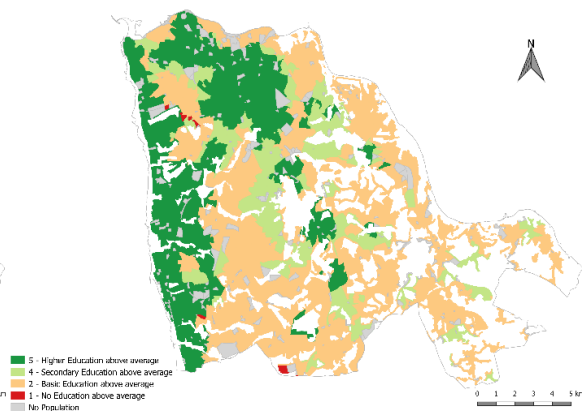 N
5 - Higher Education above average
4 - Secondary Education above average
2 - Basic Education above average
1 - No Education above average
No Population
0 1 2 3 4 5 km